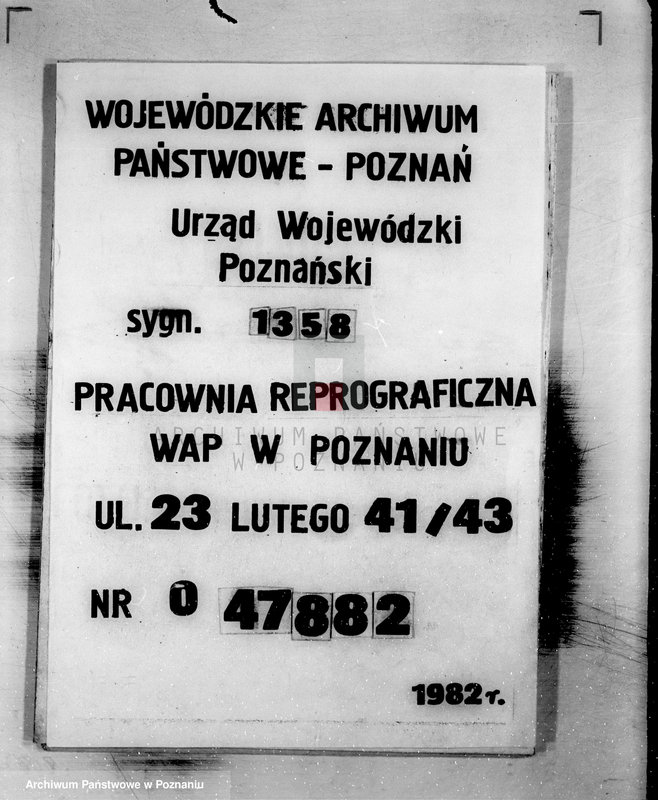 WOJEWÓDZKIE ARCHIWUM
PAŃSTWOWE - POZNAŃ
Urząd Wojewódzki
Poznański
sygn. 1358
PRACOWNIA REPROGRAFICZNA
ARCHIWUM PAŃSTWOWE
WAP W POZNANIU
W POZNANIU
UL. 23 LUTEGO 41/43
NR O 47882
1982 r.
Archiwum Państwowe w Poznaniu